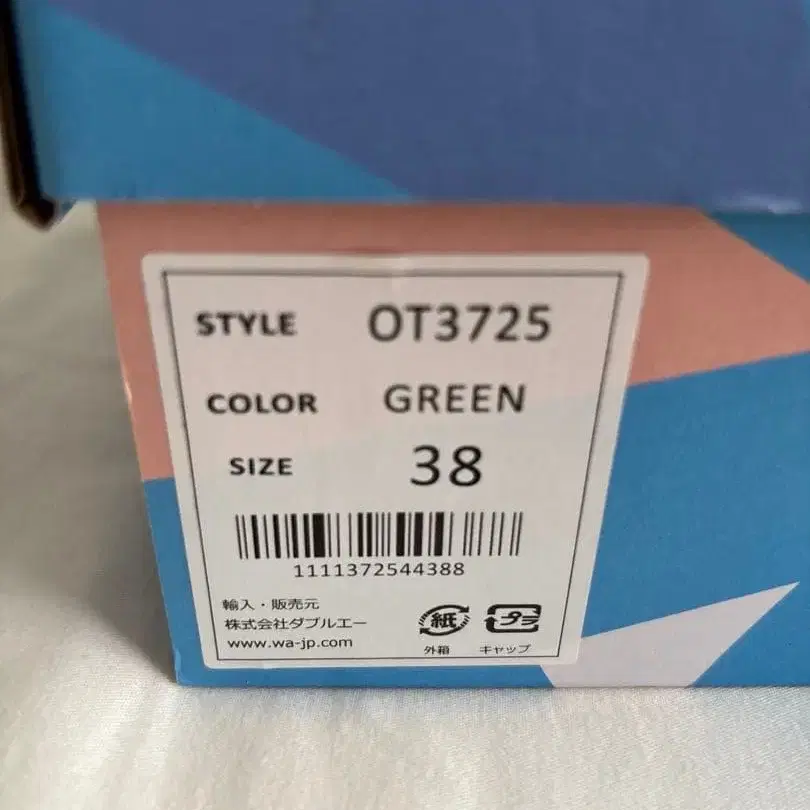 STYLE OT3725
COLOR GREEN
SIZE 38
1111372544388
輸入・販売元
株式会社ダブルエー
www.wa-jp.com
紙 プラ
外箱 キャップ